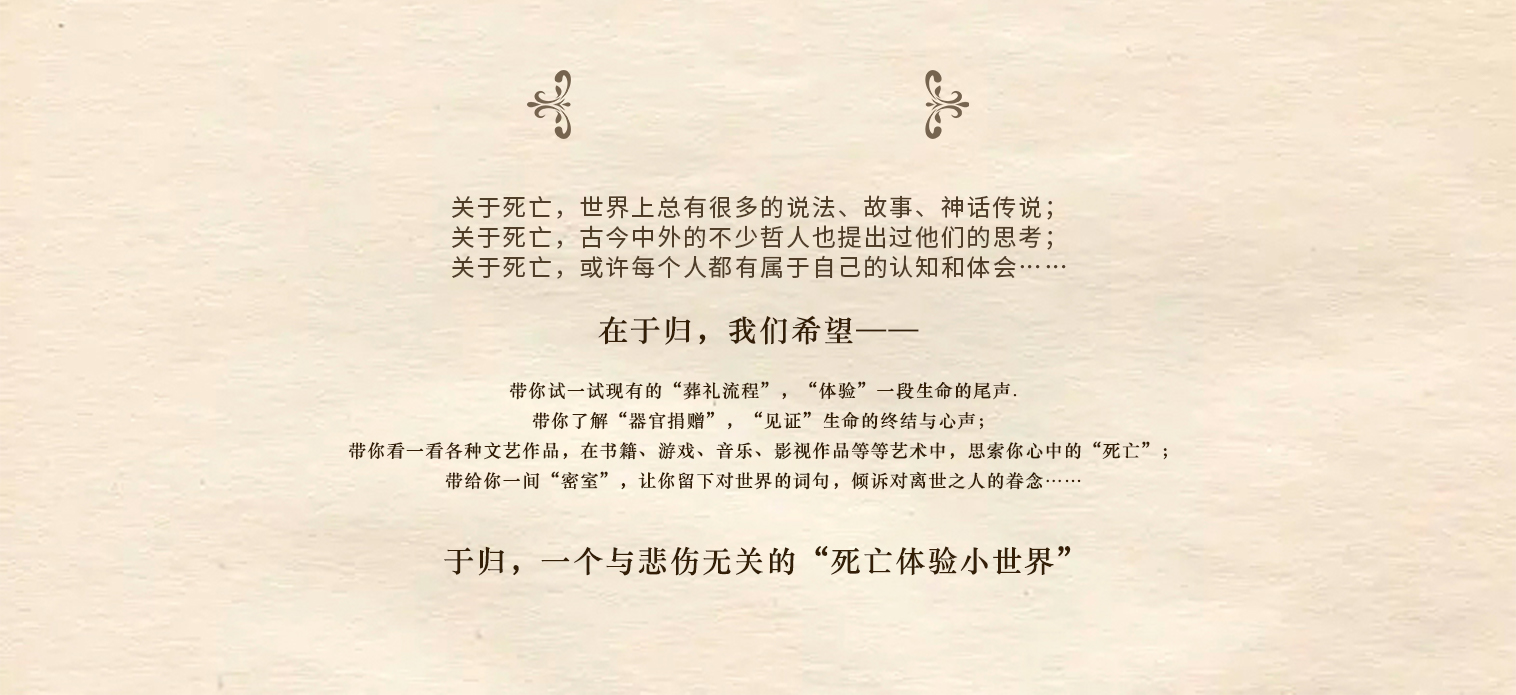 关于死亡，世界上总有很多的说法、故事、神话传说；
关于死亡，古今中外的不少哲人也提出过他们的思考；
关于死亡，或许每个人都有属于自己的认知和体会……
在于归，我们希望——
带你试一试现有的“葬礼流程”，“体验”一段生命的尾声.
带你了解“器官捐赠”，“见证”生命的终结与心声；
带你看一看各种文艺作品，在书籍、游戏、音乐、影视作品等等艺术中，思索你心中的“死亡”；
带给你一间“密室”，让你留下对世界的词句，倾诉对离世之人的眷念……
于归，一个与悲伤无关的“死亡体验小世界”